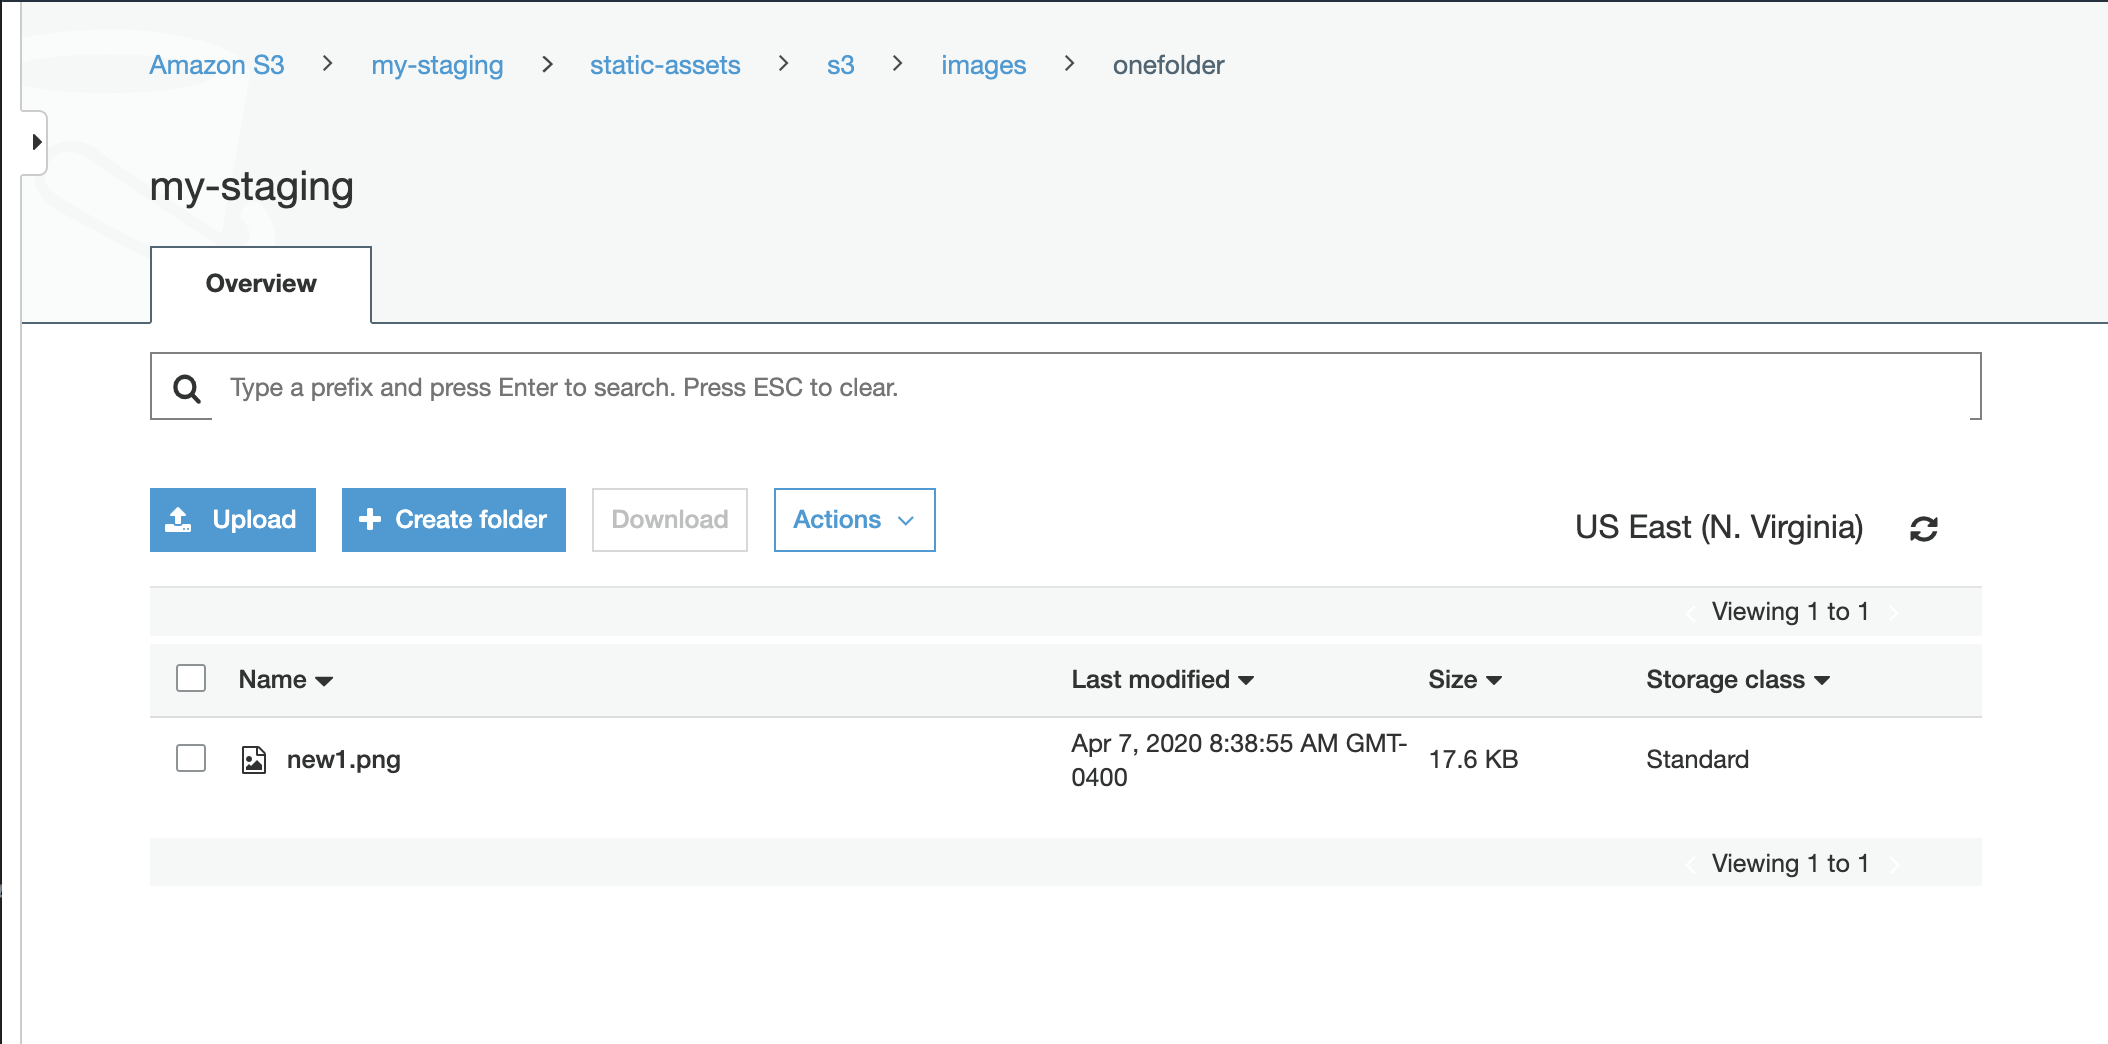 Amazon S3 > my-staging > static-assets > s3 > images > onefolder
my-staging
Overview
Type a prefix and press Enter to search. Press ESC to clear.
Upload Create folder Download Actions US East (N. Virginia)
Viewing 1 to 1
Name Last modified Size Storage class
new1.png Apr 7, 2020 8:38:55 AM GMT- 17.6 KB Standard
0400
Viewing 1 to 1